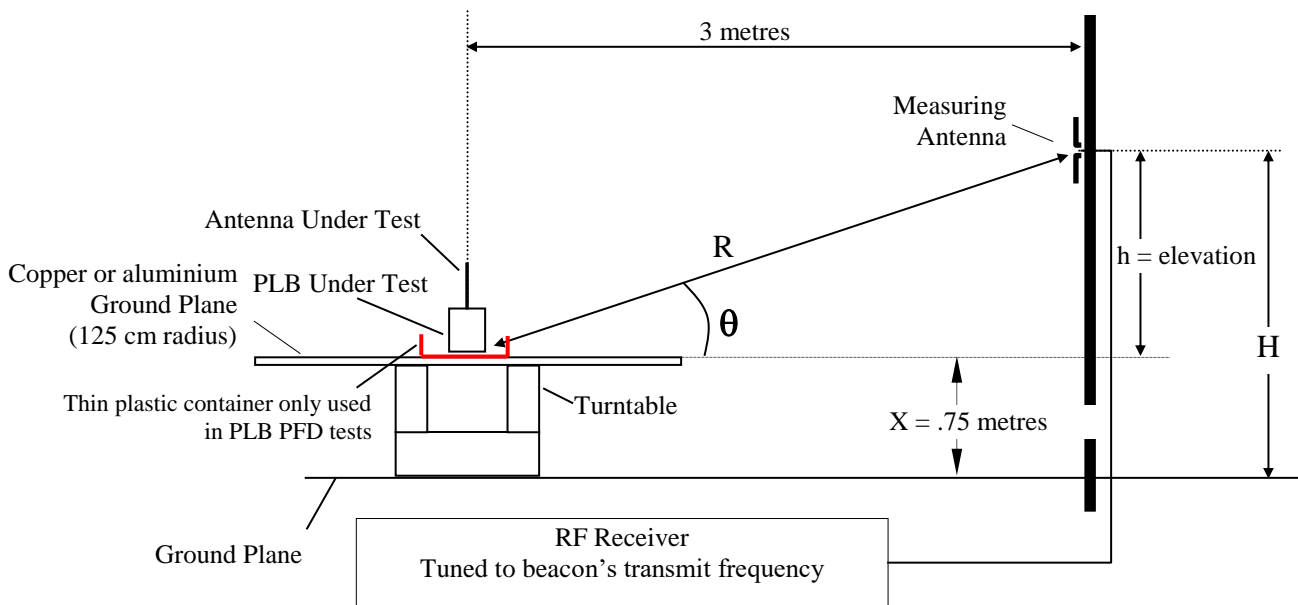 3 metres
Measuring
Antenna
Antenna Under Test
R
h = elevation
Copper or aluminium
Ground Plane
(125 cm radius)
PLB Under Test
θ
H
Thin plastic container only used
in PLB PFD tests
Turntable
X = .75 metres
Ground Plane
RF Receiver
Tuned to beacon’s transmit frequency